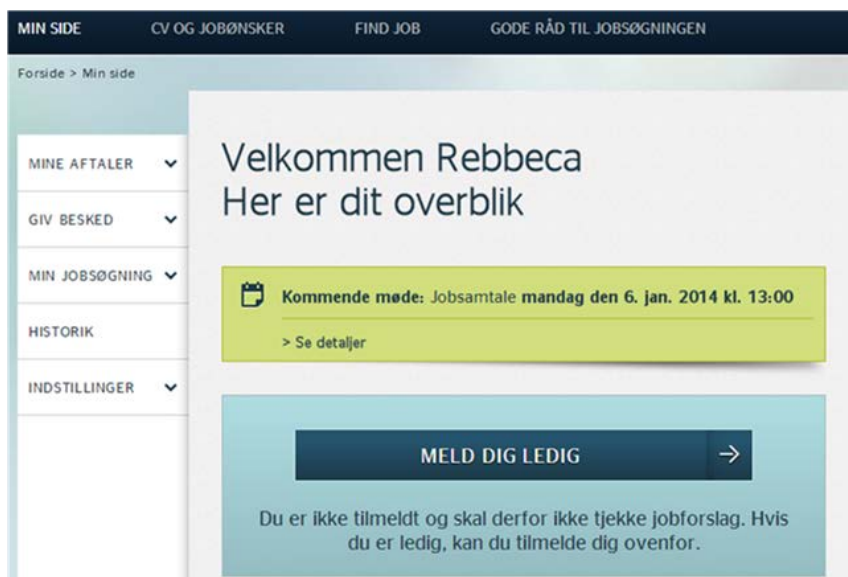 MIN SIDE CV OG JOBØNSKER FIND JOB GODE RÅD TIL JOBSØGNINGEN
Forside > Min side
MINE AFTALER
GIV BESKED
MIN JOBSØGNING
HISTORIK
INDSTILLINGER
Velkommen Rebbeca
Her er dit overblik
Kommende møde: Jobsamtale mandag den 6. jan. 2014 kl. 13:00
> Se detaljer
MELD DIG LEDIG
Du er ikke tilmeldt og skal derfor ikke tjekke jobforslag. Hvis
du er ledig, kan du tilmelde dig ovenfor.